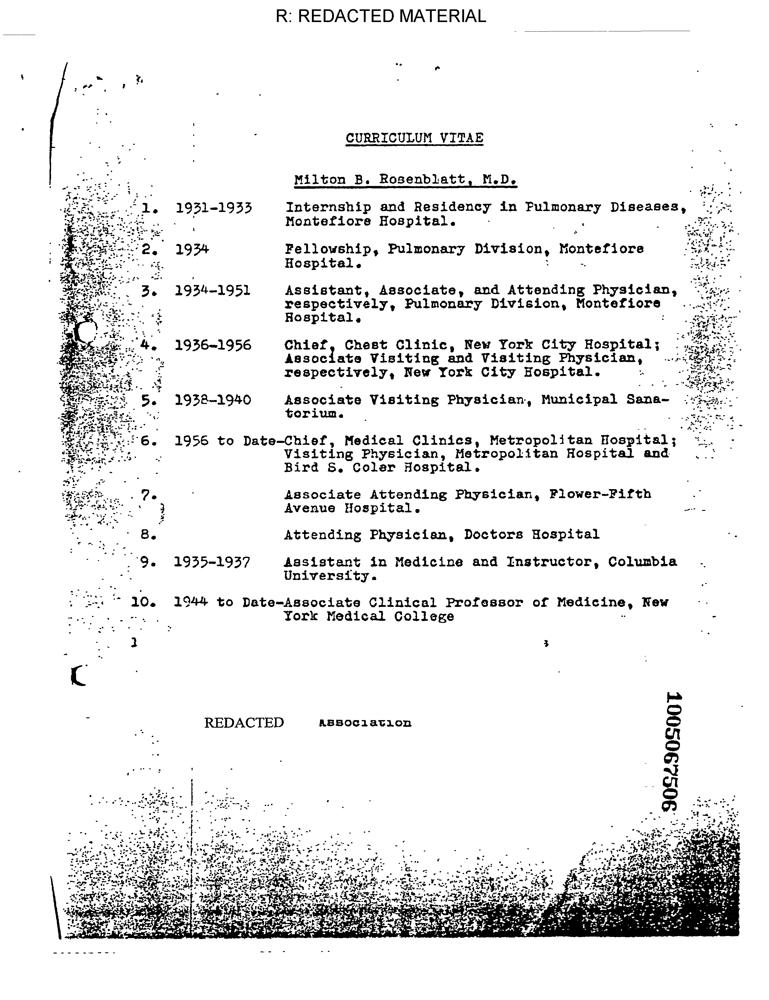 R: REDACTED MATERIAL
CURRICULUM VITAE
Milton B. Rosenblatt, M.D.
1. 1931-1933 Internship and Residency in Pulmonary Diseases,
Montefiore Hospital.
2. 1934 Fellowship, Pulmonary Division, Montefiore
Hospital.
3. 1934-1951 Assistant, Associate, and Attending Physician,
respectively, Pulmonary Division, Montefiore
Hospital.
4. 1936-1956 Chief, Chest Clinic, New York City Hospital;
Associate Visiting and Visiting Physician,
respectively, New York City Hospital.
5. 1938-1940 Associate Visiting Physician, Municipal Sana-
torium.
6. 1956 to Date-Chief, Medical Clinics, Metropolitan Hospital;
Visiting Physician, Metropolitan Hospital and
Bird S. Coler Hospital.
7. Associate Attending Physician, Flower-Fifth
Avenue Hospital.
8. Attending Physician, Doctors Hospital
9. 1935-1937 Assistant in Medicine and Instructor, Columbia
University.
10. 1944 to Date-Associate Clinical Professor of Medicine, New
York Medical College
REDACTED Association
1005067506